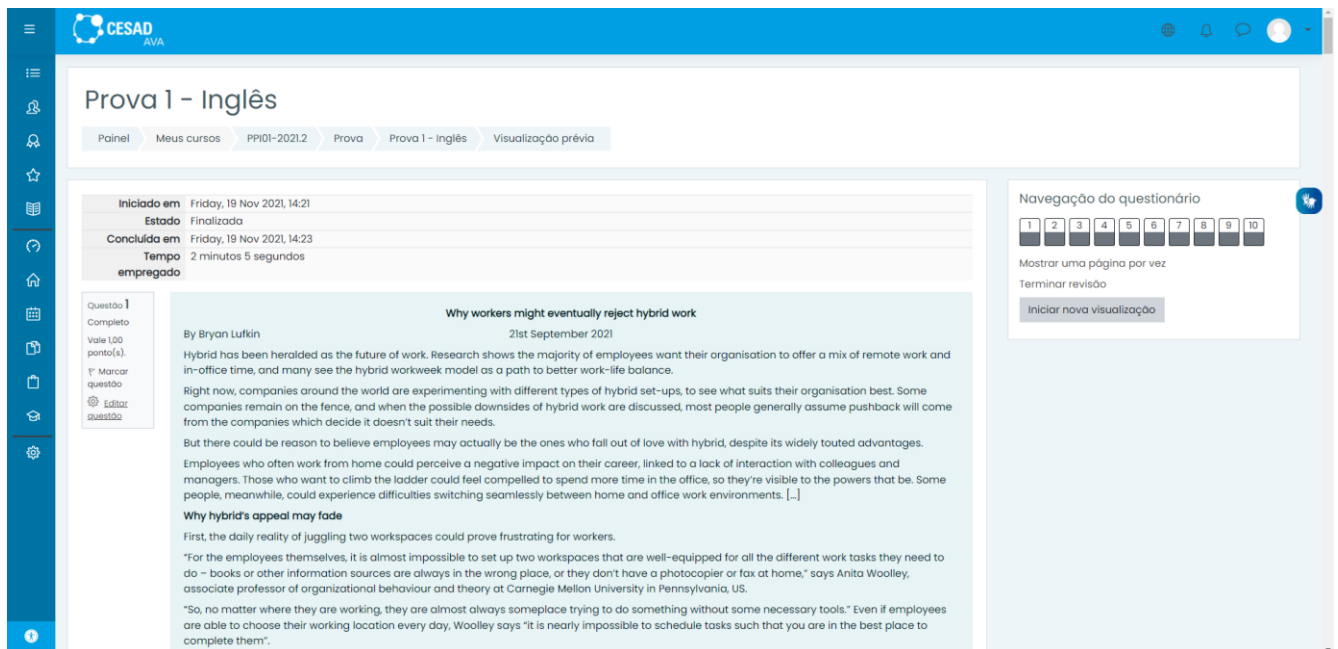 CESAD
AVA
Prova 1 - Inglês
Painel Meus cursos PPI01-2021.2 Prova Prova 1 - Inglês Visualização prévia
Iniciado em Friday, 19 Nov 2021, 14:21
Estado Finalizada
Concluída em Friday, 19 Nov 2021, 14:23
Tempo empregado 2 minutos 5 segundos
Questão 1
Completo
Vale 1,00
ponto(s).
Marcar
questão
Editar
questão
Why workers might eventually reject hybrid work
By Bryan Lufkin 21st September 2021
Hybrid has been heralded as the future of work. Research shows the majority of employees want their organisation to offer a mix of remote work and
in-office time, and many see the hybrid workweek model as a path to better work-life balance.
Right now, companies around the world are experimenting with different types of hybrid set-ups, to see what suits their organisation best. Some
companies remain on the fence, and when the possible downsides of hybrid work are discussed, most people generally assume pushback will come
from the companies which decide it doesn't suit their needs.
But there could be reason to believe employees may actually be the ones who fall out of love with hybrid, despite its widely touted advantages.
Employees who often work from home could perceive a negative impact on their career, linked to a lack of interaction with colleagues and
managers. Those who want to climb the ladder could feel compelled to spend more time in the office, so they're visible to the powers that be. Some
people, meanwhile, could experience difficulties switching seamlessly between home and office work environments. […]
Why hybrid's appeal may fade
First, the daily reality of juggling two workspaces could prove frustrating for workers.
"For the employees themselves, it is almost impossible to set up two workspaces that are well-equipped for all the different work tasks they need to
do – books or other information sources are always in the wrong place, or they don't have a photocopier or fax at home," says Anita Woolley,
associate professor of organizational behaviour and theory at Carnegie Mellon University in Pennsylvania, US.
"So, no matter where they are working, they are almost always someplace trying to do something without some necessary tools." Even if employees
are able to choose their working location every day, Woolley says "it is nearly impossible to schedule tasks such that you are in the best place to
complete them".
Navegação do questionário
1 2 3 4 5 6 7 8 9 10
Mostrar uma página por vez
Terminar revisão
Iniciar nova visualização